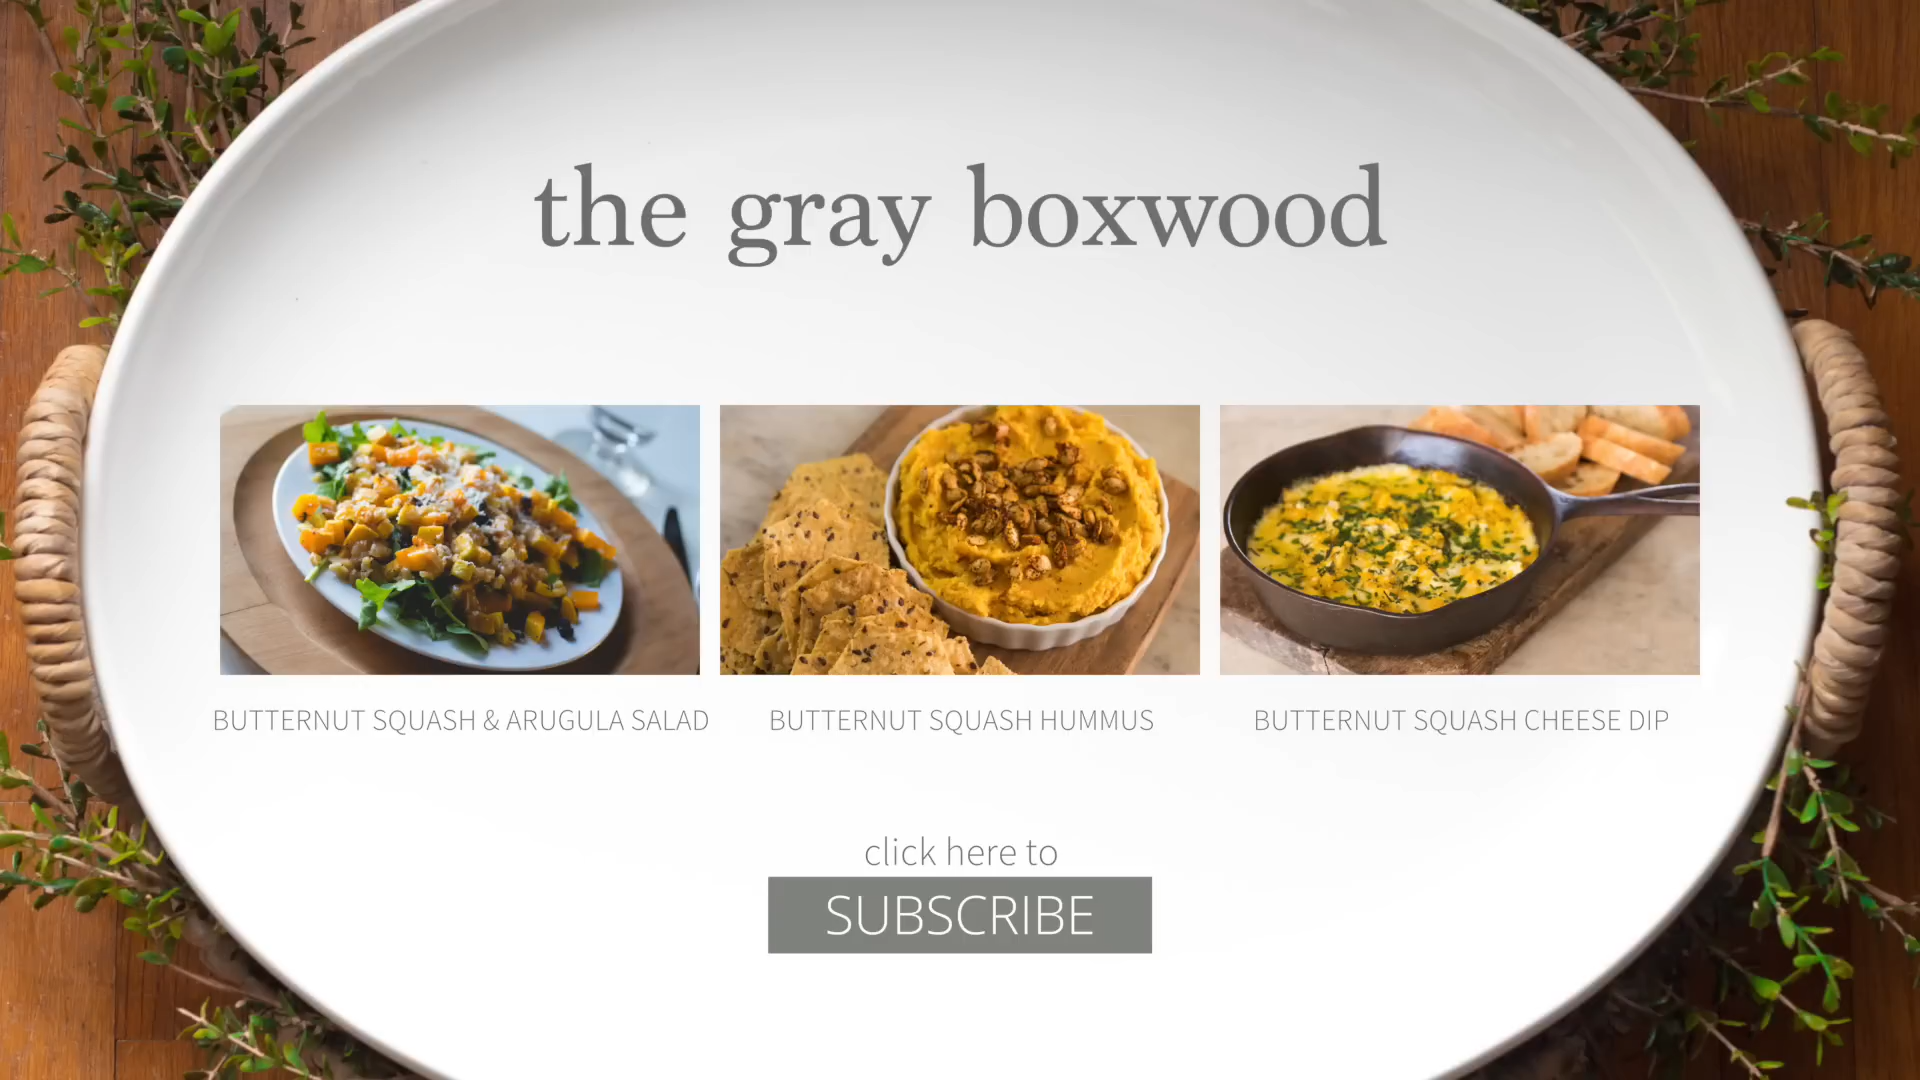 the gray boxwood
BUTTERNUT SQUASH & ARUGULA SALAD
BUTTERNUT SQUASH HUMMUS
BUTTERNUT SQUASH CHEESE DIP
click here to
SUBSCRIBE